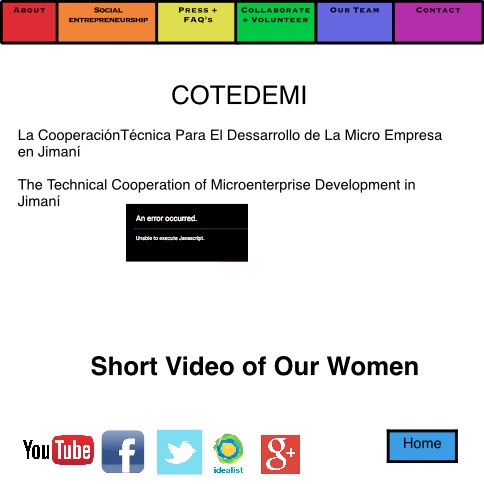 About
Social entrepreneurship
Press + FAQ's
Collaborate + Volunteer
Our Team
Contact
COTEDEMI
La CooperaciónTécnica Para El Dessarrollo de La Micro Empresa
en Jimaní
The Technical Cooperation of Microenterprise Development in
Jimaní
An error occurred.
Unable to execute Javascript.
Short Video of Our Women
YouTube
f
idealist
g+
Home